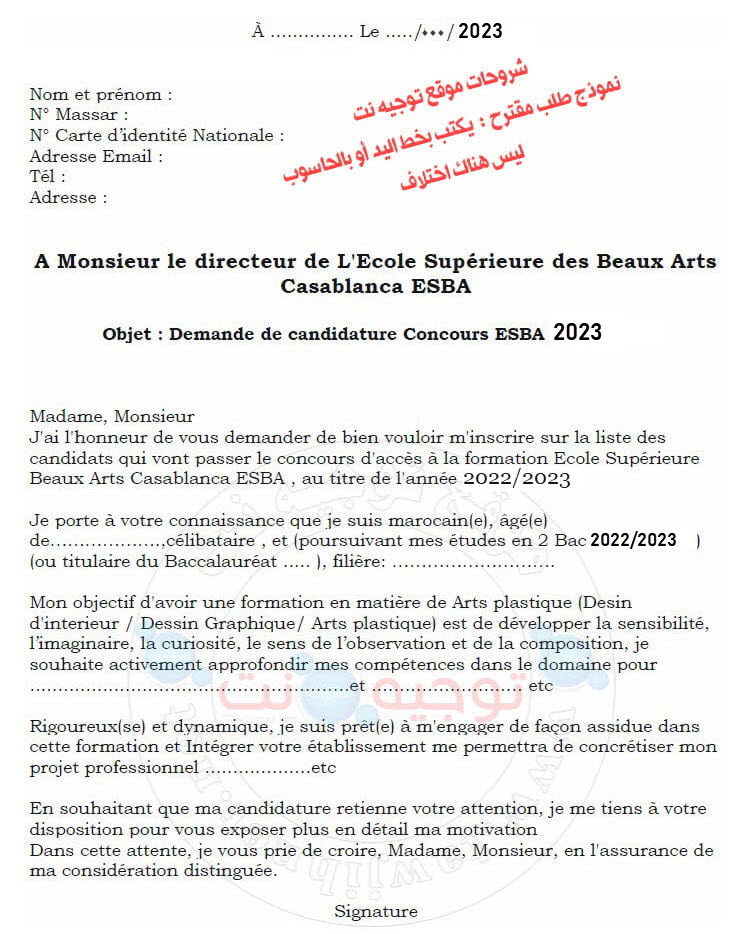 À ............... Le ...../.../ 2023
شروحات موقع توجيه نت
نموذج طلب مقترح : يكتب بخط اليد أو بالحاسوب
ليس هناك اختلاف
Nom et prénom :
N° Massar :
N° Carte d'identité Nationale :
Adresse Email :
Tél :
Adresse :
A Monsieur le directeur de L'Ecole Supérieure des Beaux Arts
Casablanca ESBA
Objet : Demande de candidature Concours ESBA 2023
Madame, Monsieur
J'ai l'honneur de vous demander de bien vouloir m'inscrire sur la liste des
candidats qui vont passer le concours d'accès à la formation Ecole Supérieure
Beaux Arts Casablanca ESBA , au titre de l'année 2022/2023
Je porte à votre connaissance que je suis marocain(e), âgé(e)
de...................,célibataire , et (poursuivant mes études en 2 Bac 2022/2023 )
(ou titulaire du Baccalauréat ..... ), filière: ............................
Mon objectif d'avoir une formation en matière de Arts plastique (Desin
d'interieur / Dessin Graphique/ Arts plastique) est de développer la sensibilité,
l'imaginaire, la curiosité, le sens de l'observation et de la composition, je
souhaite activement approfondir mes compétences dans le domaine pour
.......................................................et .......................... etc
توجيه نت
Rigoureux(se) et dynamique, je suis prêt(e) à m'engager de façon assidue dans
cette formation et Intégrer votre établissement me permettra de concrétiser mon
projet professionnel ...................etc
En souhaitant que ma candidature retienne votre attention, je me tiens à votre
disposition pour vous exposer plus en détail ma motivation
Dans cette attente, je vous prie de croire, Madame, Monsieur, en l'assurance de
ma considération distinguée.
Signature